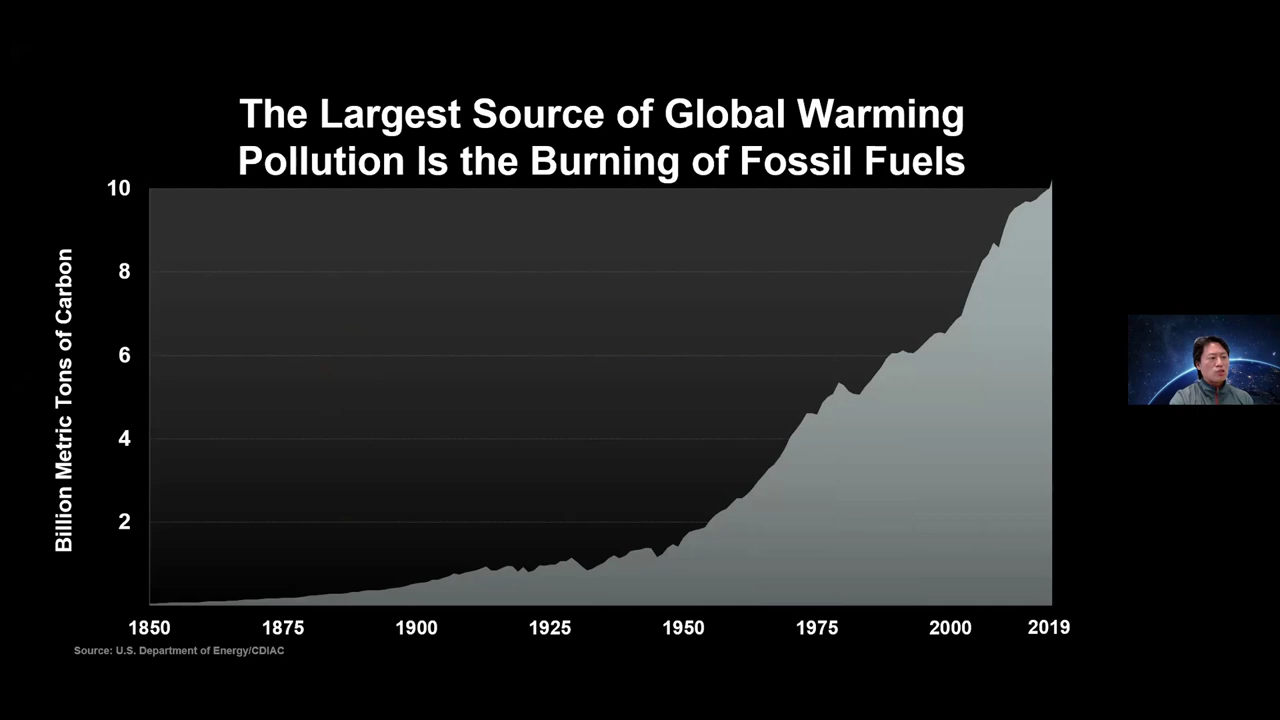 The Largest Source of Global Warming
Pollution Is the Burning of Fossil Fuels
Billion Metric Tons of Carbon
10
8
6
4
2
1850 1875 1900 1925 1950 1975 2000 2019
Source: U.S. Department of Energy/CDIAC